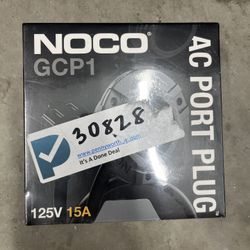 NOCO
GCP1
AC PORT PLUG
30828
It's A Done Deal
125V 15A